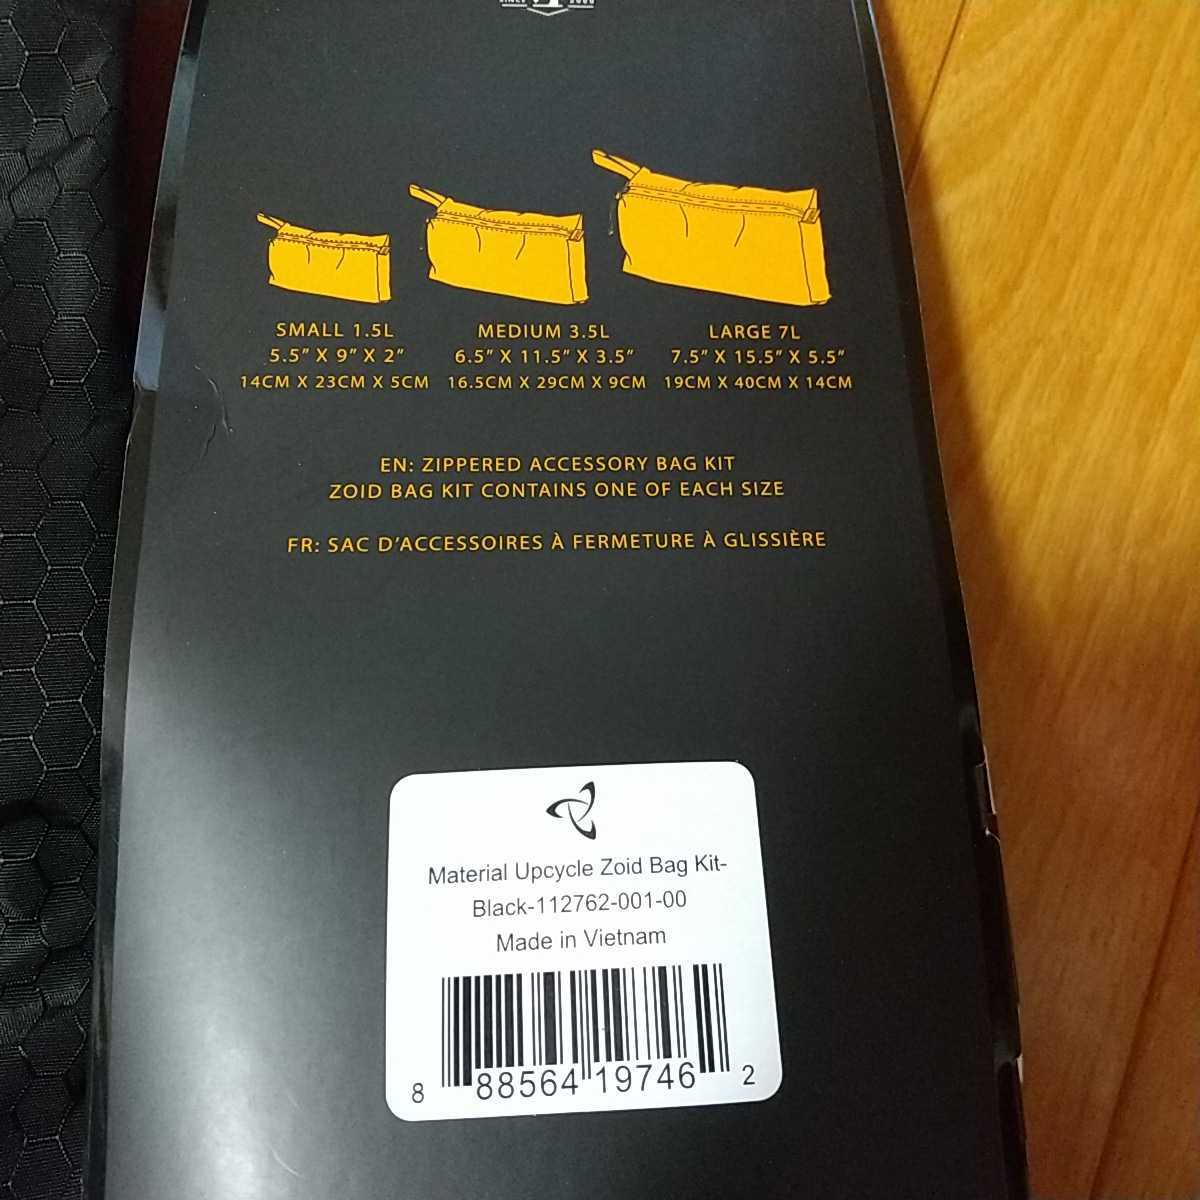 SMALL 1.5L
5.5" X 9" X 2"
14CM X 23CM X 5CM
MEDIUM 3.5L
6.5" X 11.5" X 3.5"
16.5CM X 29CM X 9CM
LARGE 7L
7.5" X 15.5" X 5.5"
19CM X 40CM X 14CM
EN: ZIPPERED ACCESSORY BAG KIT
ZOID BAG KIT CONTAINS ONE OF EACH SIZE
FR: SAC D'ACCESSOIRES À FERMETURE À GLISSIÈRE
Material Upcycle Zoid Bag Kit-
Black-112762-001-00
Made in Vietnam
8 88564 19746 2